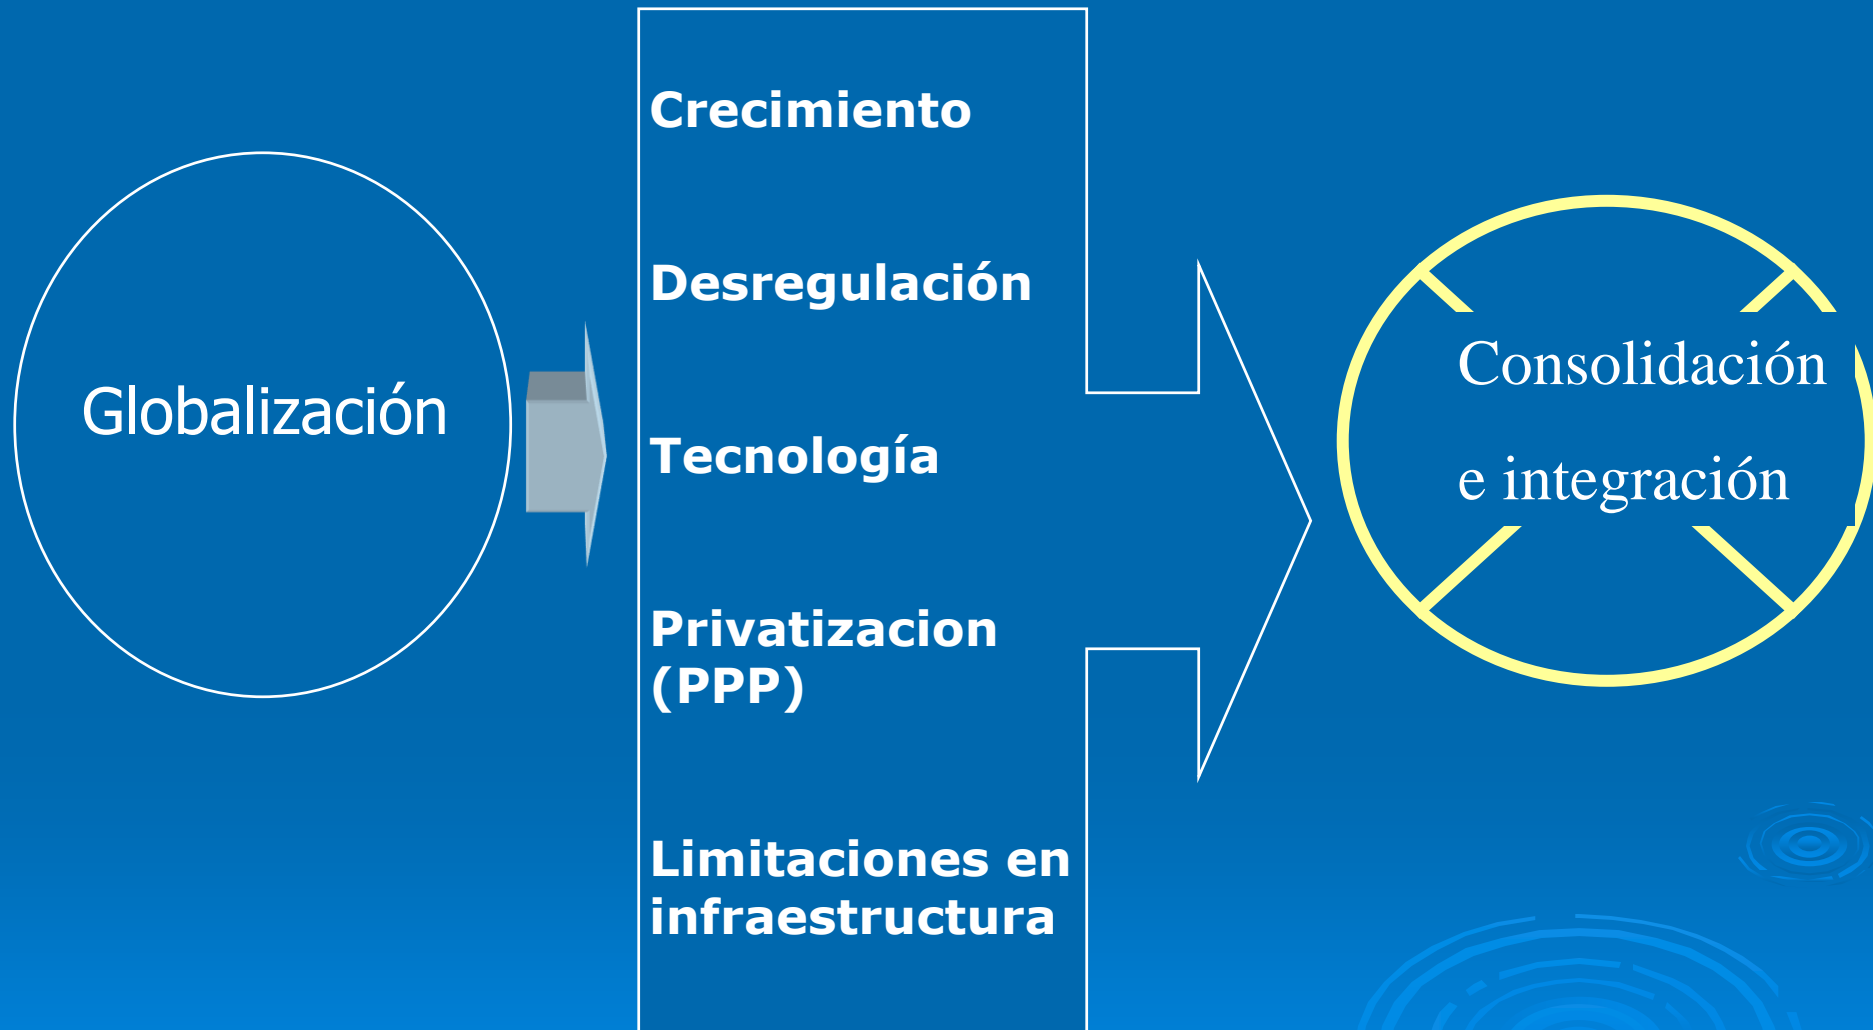 Globalización
Crecimiento
Desregulación
Tecnología
Privatizacion
(PPP)
Limitaciones en
infraestructura
Consolidación
e integración